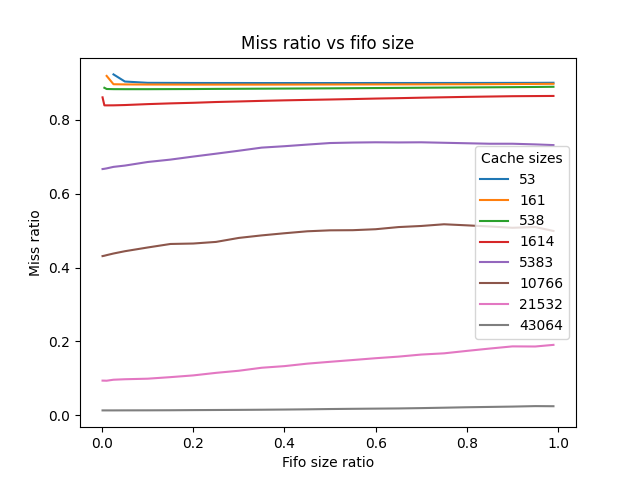 Miss ratio vs fifo size
Miss ratio
0.8
0.6
0.4
0.2
0.0
Cache sizes
53
161
538
1614
5383
10766
21532
43064
0.0 0.2 0.4 0.6 0.8 1.0
Fifo size ratio